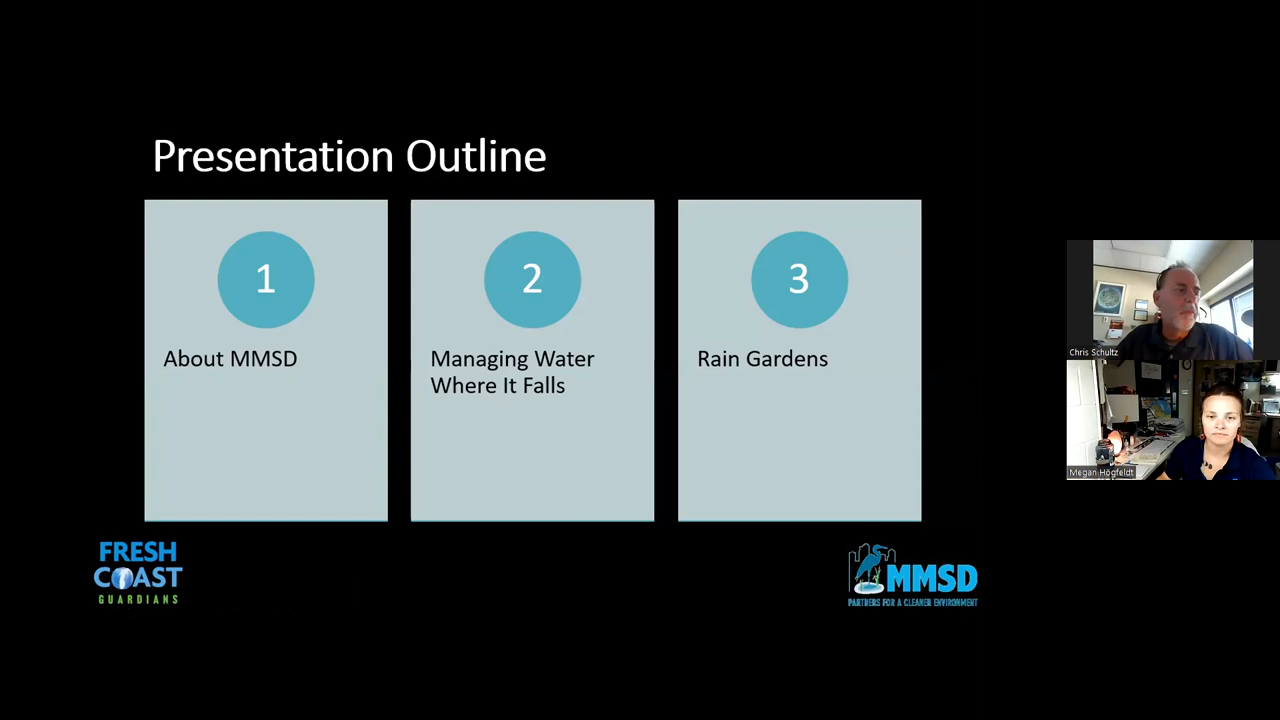 Presentation Outline
1
About MMSD
2
Managing Water
Where It Falls
3
Rain Gardens
FRESH
COAST
GUARDIANS
MMSD
PARTNERS FOR A CLEANER ENVIRONMENT
Chris Schultz
Megan Högfeldt